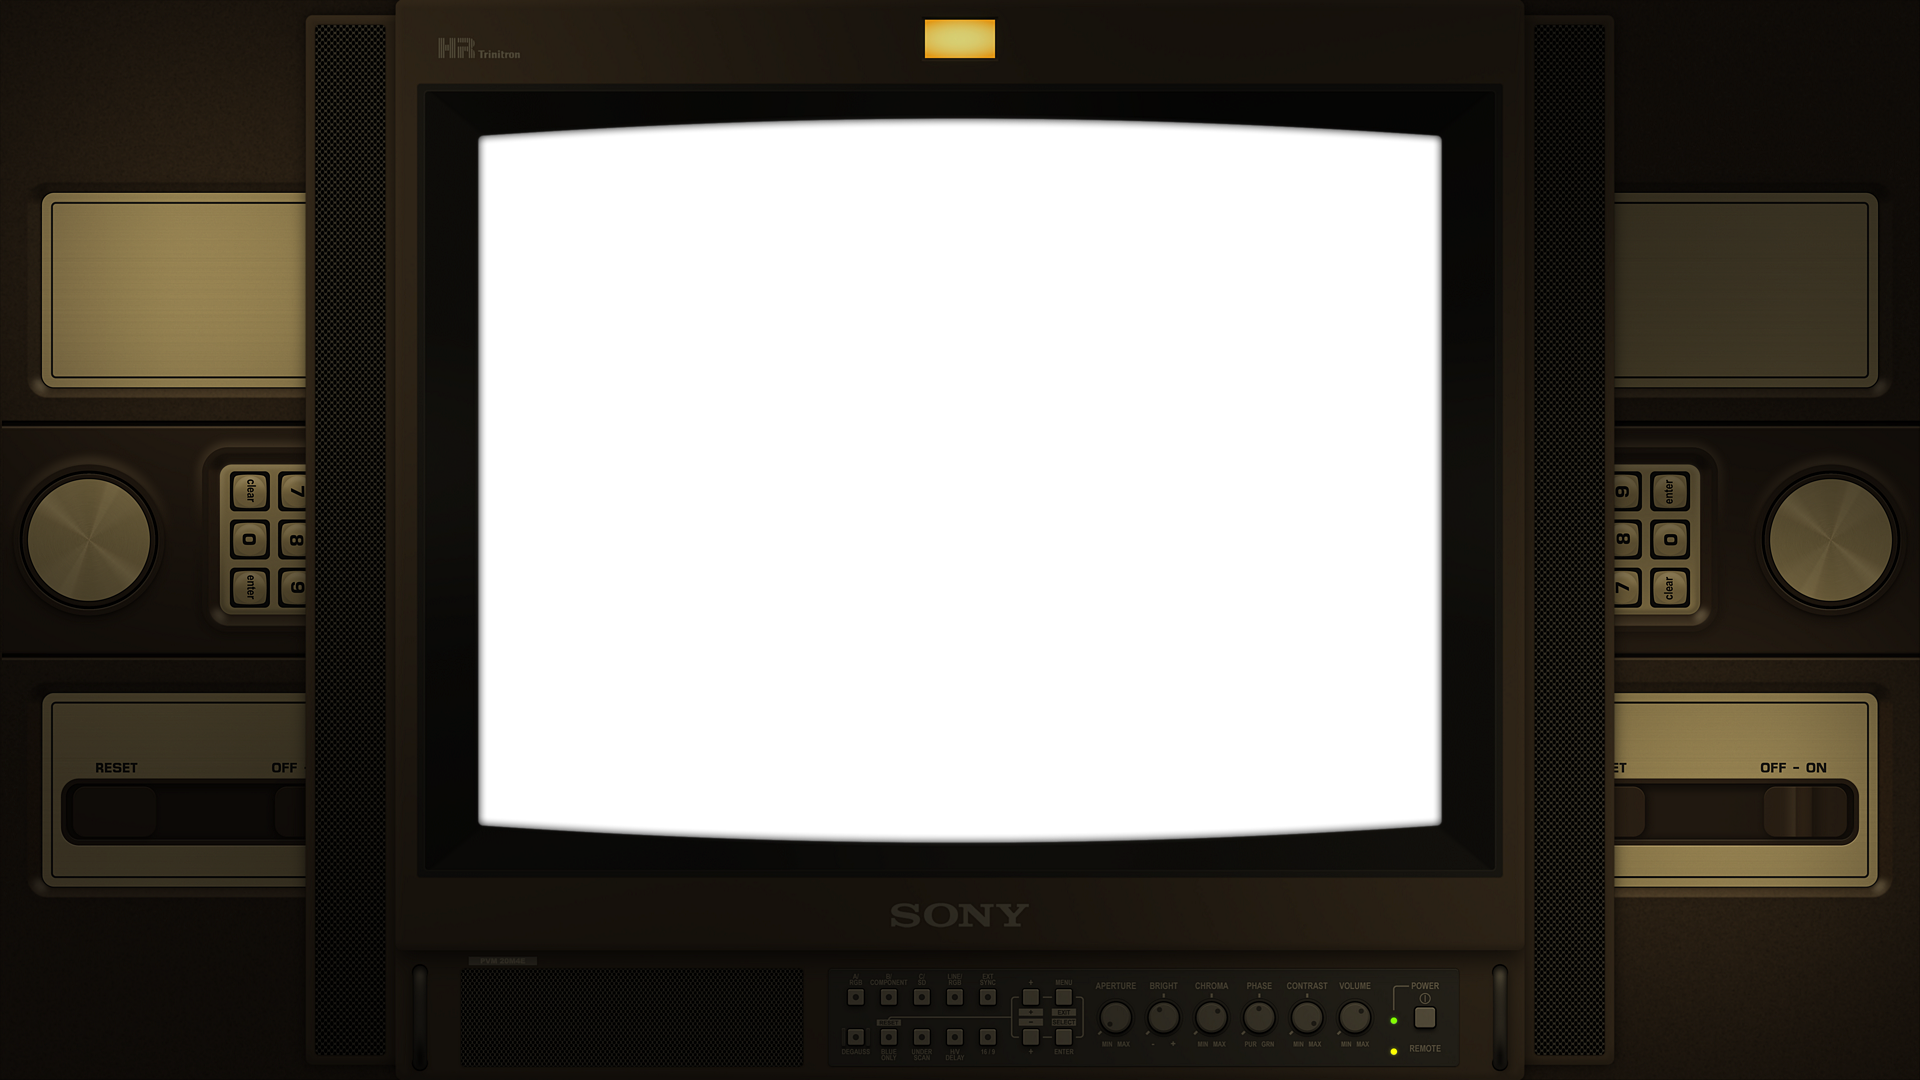 HR Trinitron
clear
7
0
8
enter
9
9
enter
8
0
7
clear
RESET
OFF -
ET
OFF - ON
SONY
PVM 20M4E
A/ RGB
B/ COMPONENT
C/ SD
LINE/ RGB
EXT SYNC
MENU
APERTURE
BRIGHT
CHROMA
PHASE
CONTRAST
VOLUME
POWER
RESET
EXIT
SELECT
DEGAUSS
BLUE ONLY
UNDER SCAN
H/V DELAY
16 / 9
ENTER
MIN MAX
- +
MIN MAX
PUR GRN
MIN MAX
MIN MAX
REMOTE